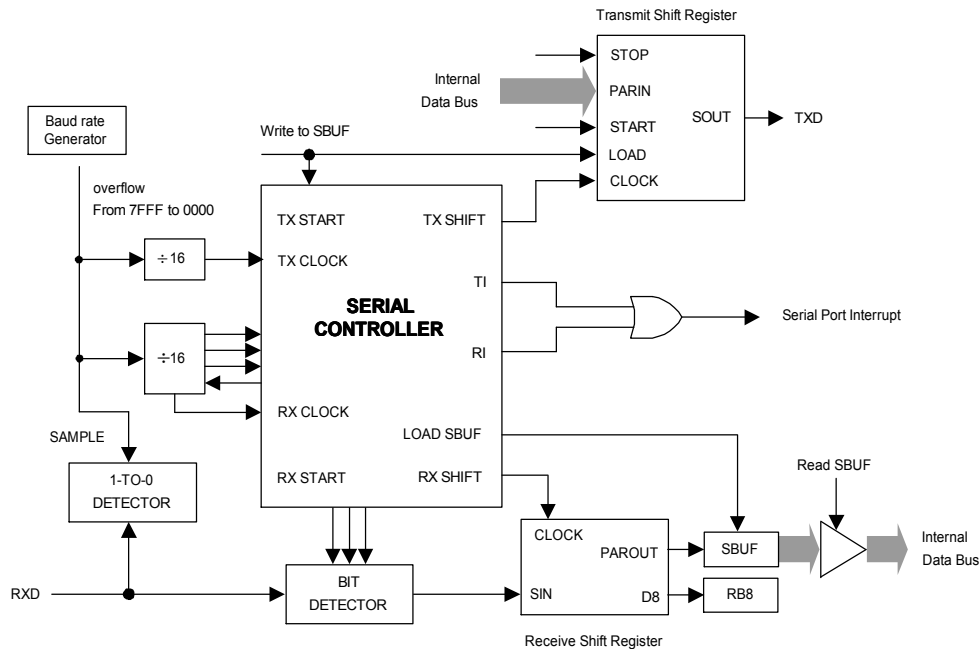 Transmit Shift Register
STOP
Internal
Data Bus
PARIN
START
SOUT
TXD
LOAD
CLOCK
Baud rate
Generator
Write to SBUF
overflow
From 7FFF to 0000
TX START
TX SHIFT
÷16
TX CLOCK
TI
SERIAL
CONTROLLER
Serial Port Interrupt
÷16
RI
RX CLOCK
LOAD SBUF
SAMPLE
1-TO-0
DETECTOR
RX START
RX SHIFT
Read SBUF
CLOCK
PAROUT
SBUF
Internal
Data Bus
RXD
BIT
DETECTOR
SIN
D8
RB8
Receive Shift Register